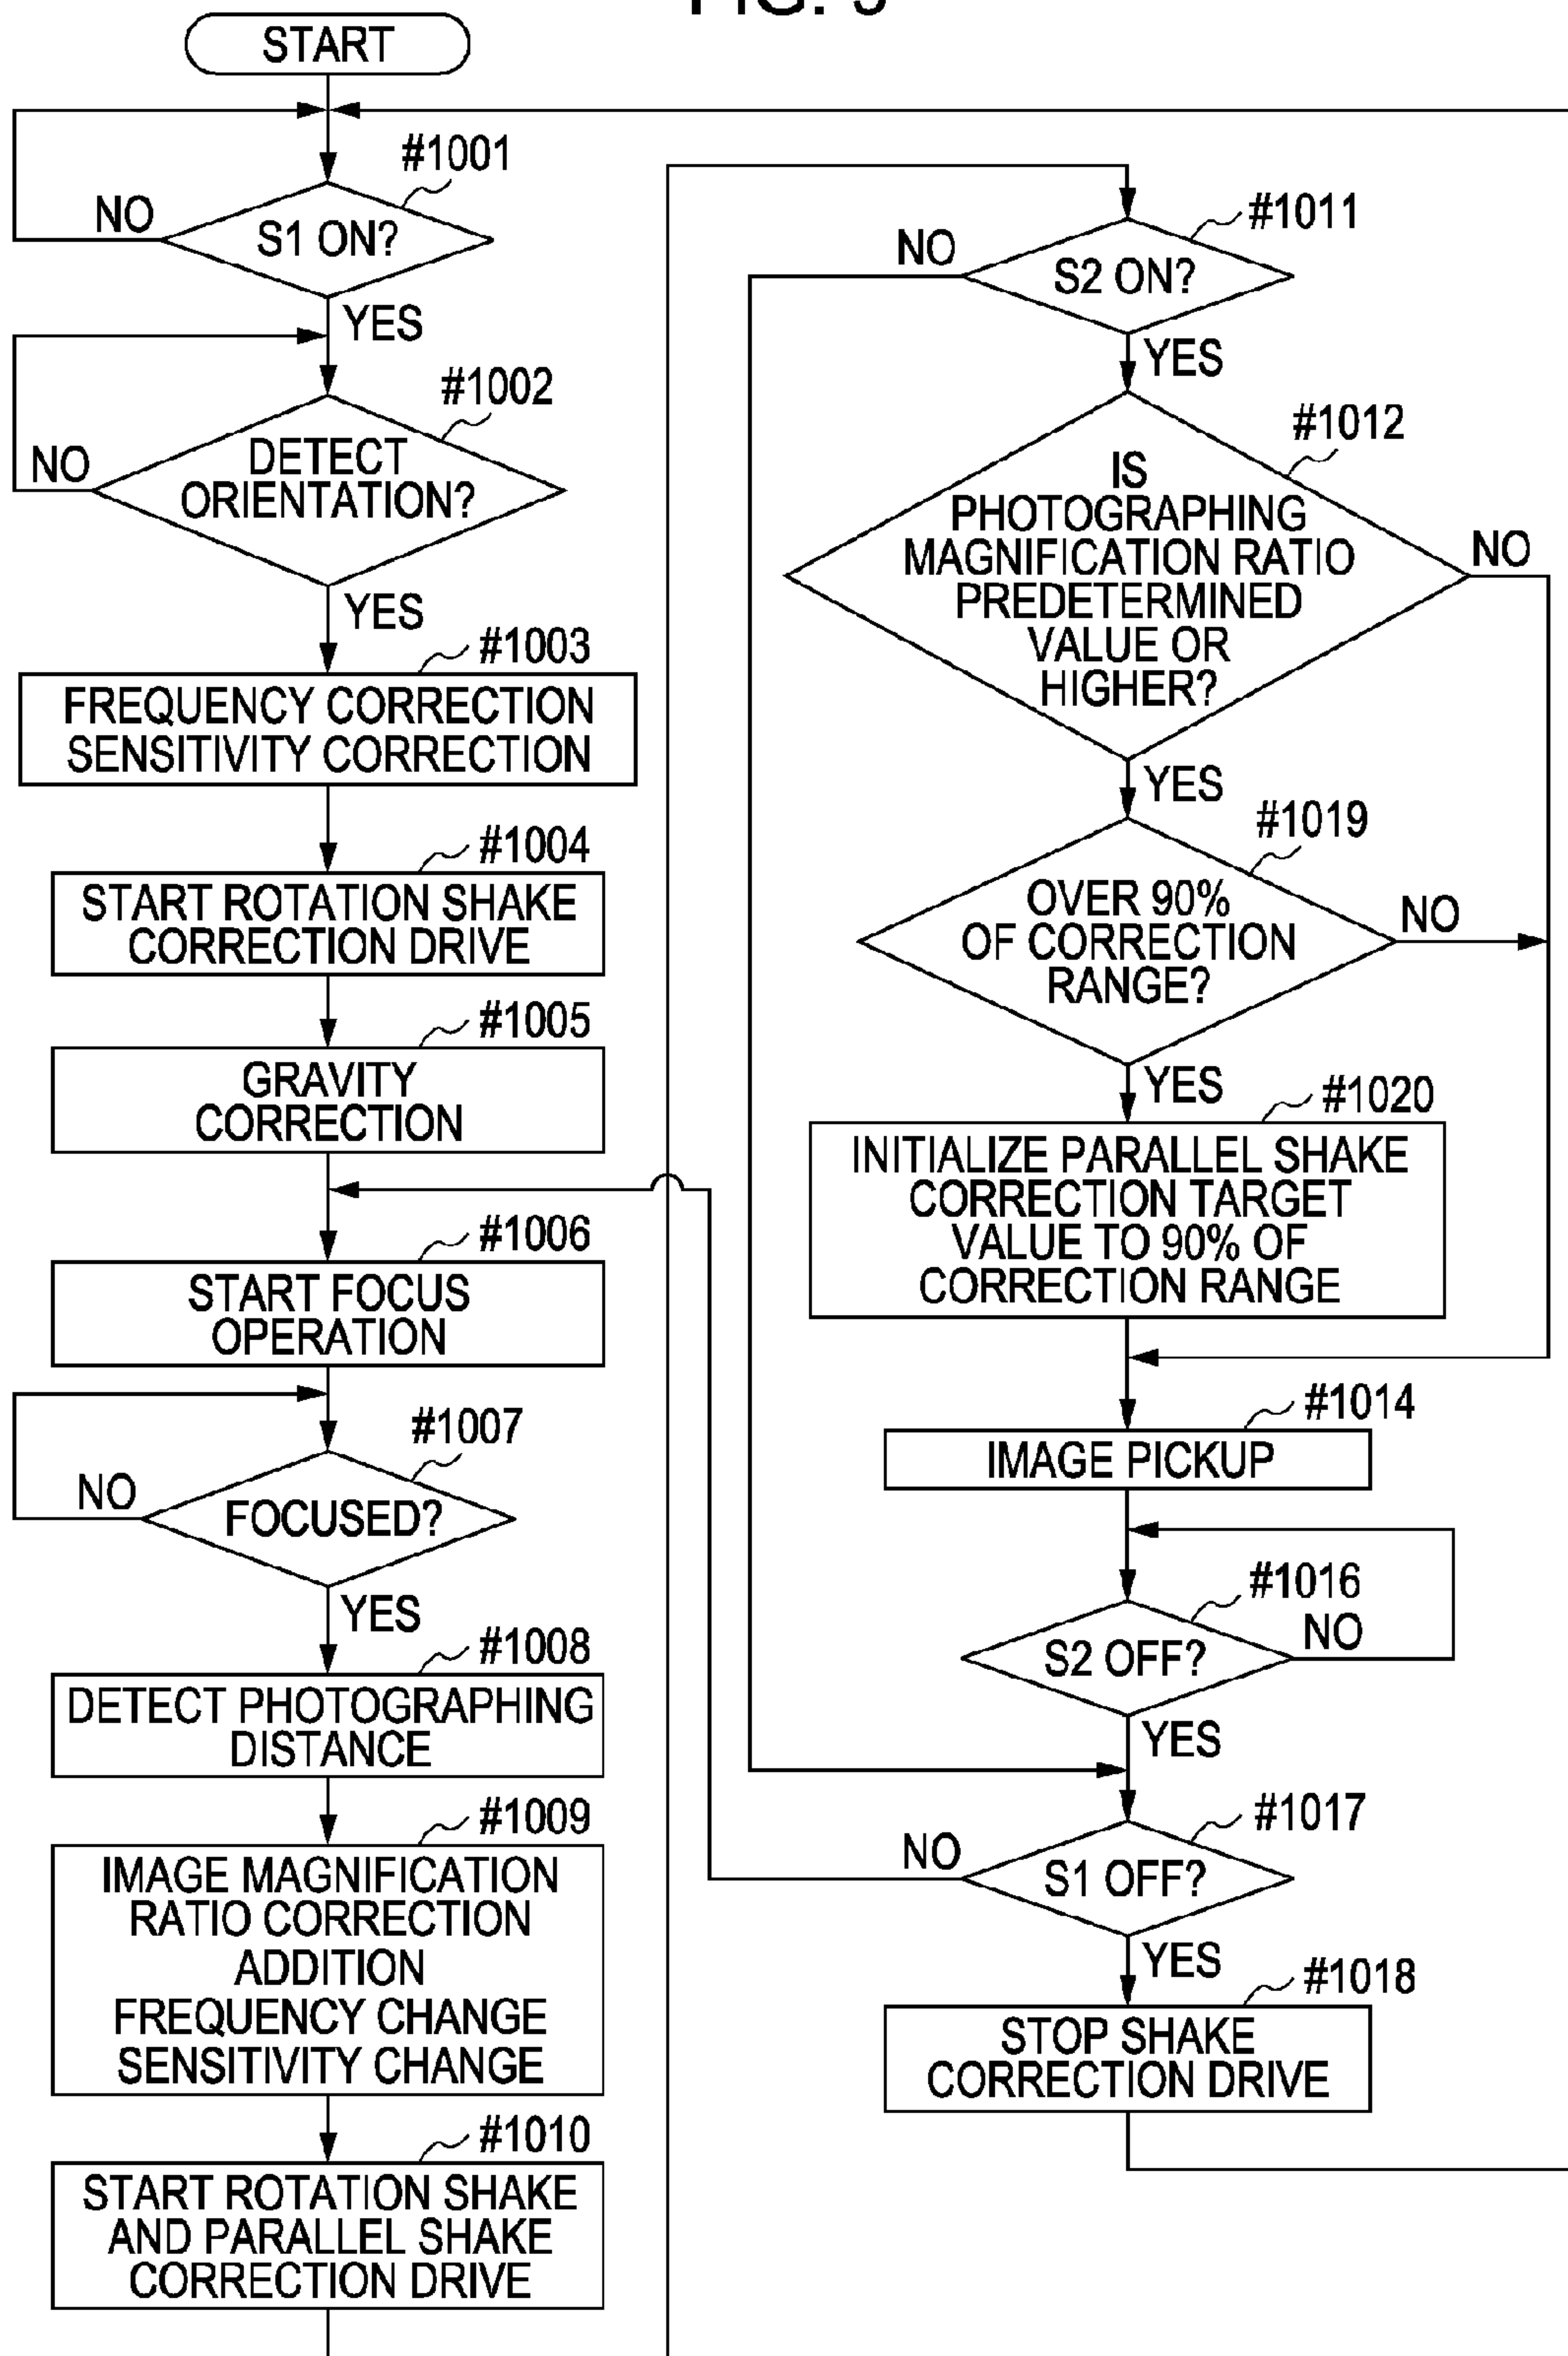 START
#1001
NO
S1 ON?
YES
#1002
NO
DETECT
ORIENTATION?
YES
#1003
FREQUENCY CORRECTION
SENSITIVITY CORRECTION
#1004
START ROTATION SHAKE
CORRECTION DRIVE
#1005
GRAVITY
CORRECTION
#1006
START FOCUS
OPERATION
#1007
NO
FOCUSED?
YES
#1008
DETECT PHOTOGRAPHING
DISTANCE
#1009
IMAGE MAGNIFICATION
RATIO CORRECTION
ADDITION
FREQUENCY CHANGE
SENSITIVITY CHANGE
#1010
START ROTATION SHAKE
AND PARALLEL SHAKE
CORRECTION DRIVE
#1011
NO
S2 ON?
YES
#1012
IS
PHOTOGRAPHING
MAGNIFICATION RATIO
PREDETERMINED
VALUE OR
HIGHER?
NO
YES
#1019
OVER 90%
OF CORRECTION
RANGE?
NO
YES
#1020
INITIALIZE PARALLEL SHAKE
CORRECTION TARGET
VALUE TO 90% OF
CORRECTION RANGE
#1014
IMAGE PICKUP
#1016
S2 OFF?
NO
YES
#1017
NO
S1 OFF?
YES
#1018
STOP SHAKE
CORRECTION DRIVE